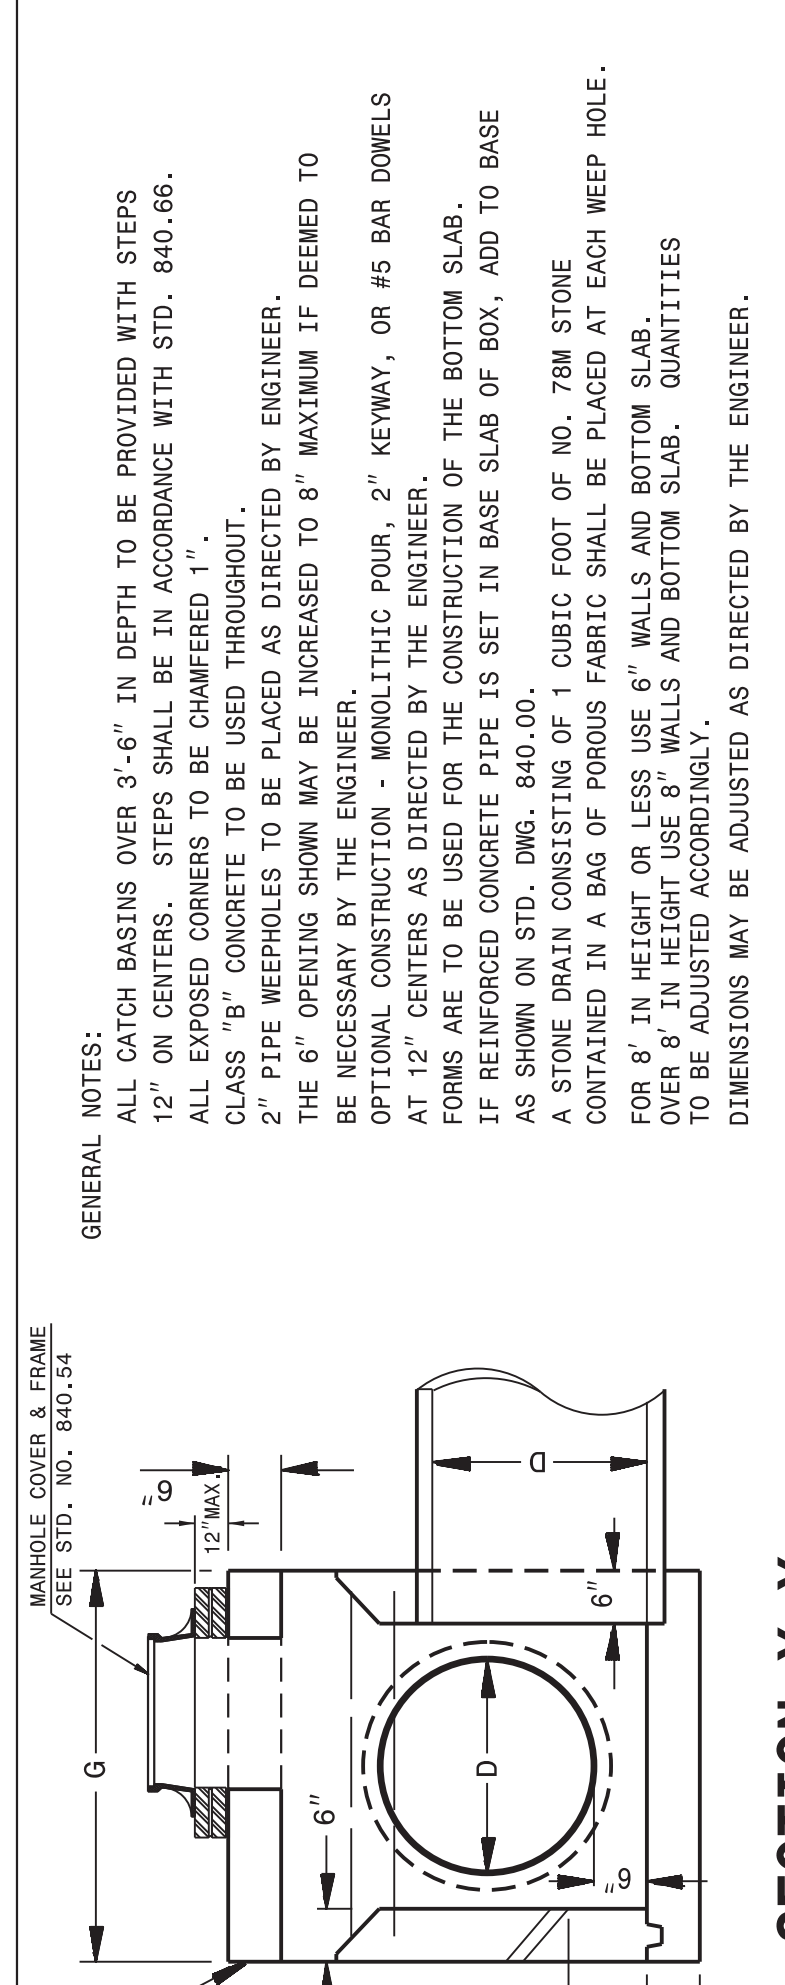 GENERAL NOTES:
ALL CATCH BASINS OVER 3'-6" IN DEPTH TO BE PROVIDED WITH STEPS
12" ON CENTERS. STEPS SHALL BE IN ACCORDANCE WITH STD. 840.66.
ALL EXPOSED CORNERS TO BE CHAMFERED 1".
CLASS "B" CONCRETE TO BE USED THROUGHOUT.
2" PIPE WEEPHOLES TO BE PLACED AS DIRECTED BY ENGINEER.
THE 6" OPENING SHOWN MAY BE INCREASED TO 8" MAXIMUM IF DEEMED TO
BE NECESSARY BY THE ENGINEER.
OPTIONAL CONSTRUCTION - MONOLITHIC POUR, 2" KEYWAY, OR #5 BAR DOWELS
AT 12" CENTERS AS DIRECTED BY THE ENGINEER.
FORMS ARE TO BE USED FOR THE CONSTRUCTION OF THE BOTTOM SLAB.
IF REINFORCED CONCRETE PIPE IS SET IN BASE SLAB OF BOX, ADD TO BASE
AS SHOWN ON STD. DWG. 840.00.
A STONE DRAIN CONSISTING OF 1 CUBIC FOOT OF NO. 78M STONE
CONTAINED IN A BAG OF POROUS FABRIC SHALL BE PLACED AT EACH WEEP HOLE.
FOR 8' IN HEIGHT OR LESS USE 6" WALLS AND BOTTOM SLAB.
OVER 8' IN HEIGHT USE 8" WALLS AND BOTTOM SLAB. QUANTITIES
TO BE ADJUSTED ACCORDINGLY.
DIMENSIONS MAY BE ADJUSTED AS DIRECTED BY THE ENGINEER.
MANHOLE COVER & FRAME
SEE STD. NO. 840.54
G
6"
12"MAX.
D
6"
6"
D
6"